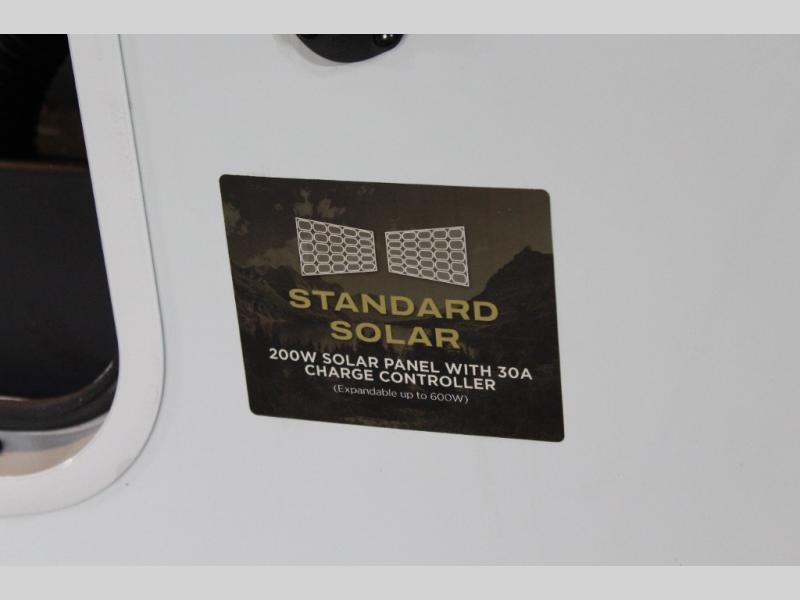 STANDARD
SOLAR
200W SOLAR PANEL WITH 30A
CHARGE CONTROLLER
(Expandable up to 600W)